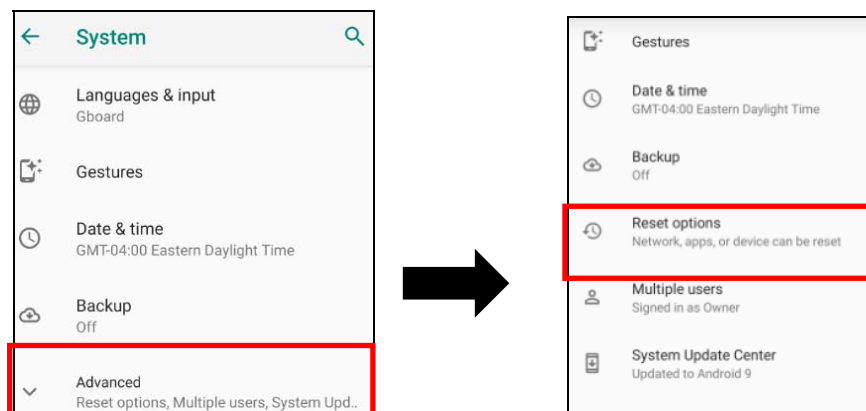 System
Languages & input
Gboard
Gestures
Date & time
GMT-04:00 Eastern Daylight Time
Backup
Off
Advanced
Reset options, Multiple users, System Upd..
Gestures
Date & time
GMT-04:00 Eastern Daylight Time
Backup
Off
Reset options
Network, apps, or device can be reset
Multiple users
Signed in as Owner
System Update Center
Updated to Android 9